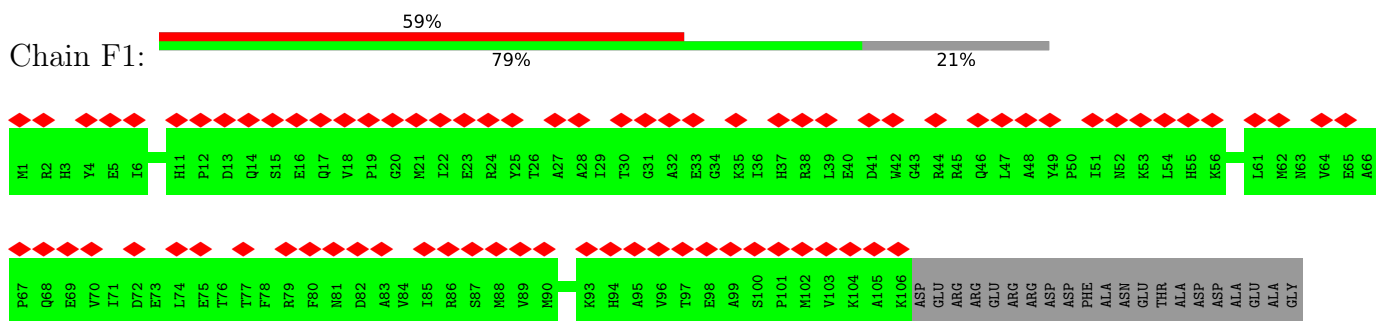 59%
Chain F1:
79% 21%
M1 R2 H3 Y4 E5 I6 H11 P12 D13 Q14 S15 E16 Q17 V18 P19 G20 M21 I22 E23 R24 Y25 T26 A27 A28 I29 T30 G31 A32 E33 G34 K35 I36 H37 R38 L39 E40 D41 W42 G43 R44 R45 Q46 L47 A48 Y49 P50 I51 N52 K53 L54 H55 K56 L61 M62 N63 V64 E65 A66
P67 Q68 E69 V70 I71 D72 E73 L74 E75 T76 T77 F78 R79 F80 N81 D82 A83 V84 I85 R86 S87 M88 V89 M90 K93 H94 A95 V96 T97 E98 A99 S100 P101 M102 V103 K104 A105 K106 ASP GLU ARG ARG GLU ARG ARG ASP ASP PHE ALA ASN GLU THR ALA ASP ASP ALA GLU ALA GLY